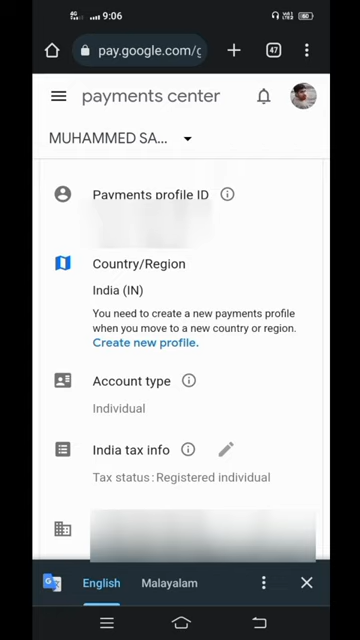 9:06
pay.google.com/g
47
payments center
MUHAMMED SA...
Payments profile ID
Country/Region
India (IN)
You need to create a new payments profile
when you move to a new country or region.
Create new profile.
Account type
Individual
India tax info
Tax status : Registered individual
English Malayalam